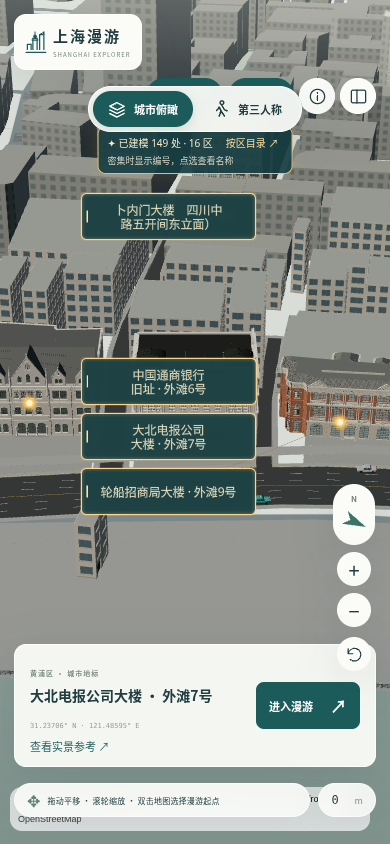 上海漫游
SHANGHAI EXPLORER
城市俯瞰
第三人称
✦ 已建模 149 处 · 16 区 按区目录 ↗
密集时显示编号，点选查看名称
卜内门大楼 四川中
路五开间东立面）
中国通商银行
旧址 · 外滩6号
大北电报公司
大楼 · 外滩7号
轮船招商局大楼 · 外滩9号
N
+
−
黄浦区 · 城市地标
大北电报公司大楼 · 外滩7号
进入漫游 ↗
31.23706° N · 121.48595° E
查看实景参考 ↗
拖动平移 · 滚轮缩放 · 双击地图选择漫游起点
0 m
OpenStreetMap